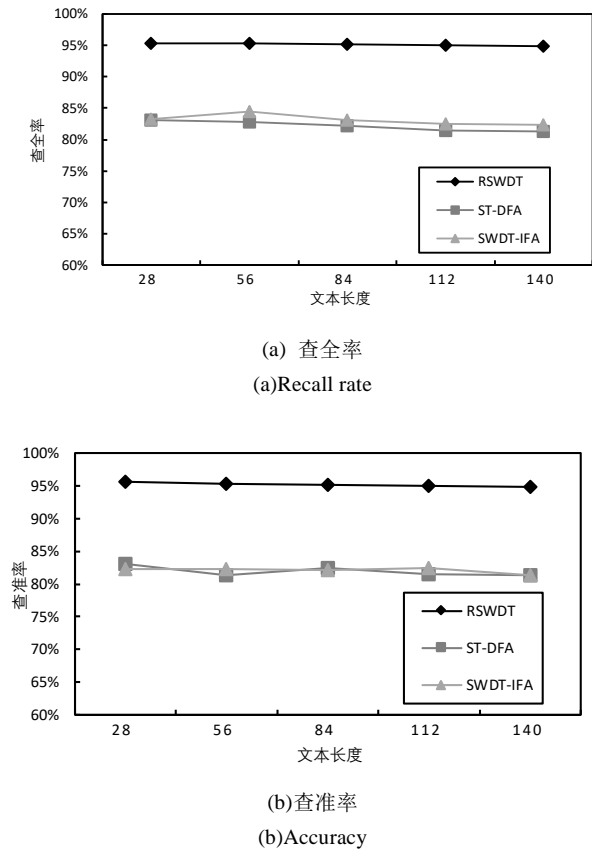 100%
95%
90%
85%
80%
75%
70%
65%
60%
查全率
RSWDT
ST-DFA
SWDT-IFA
28 56 84 112 140
文本长度
(a) 查全率
(a)Recall rate
100%
95%
90%
85%
80%
75%
70%
65%
60%
查准率
RSWDT
ST-DFA
SWDT-IFA
28 56 84 112 140
文本长度
(b)查准率
(b)Accuracy